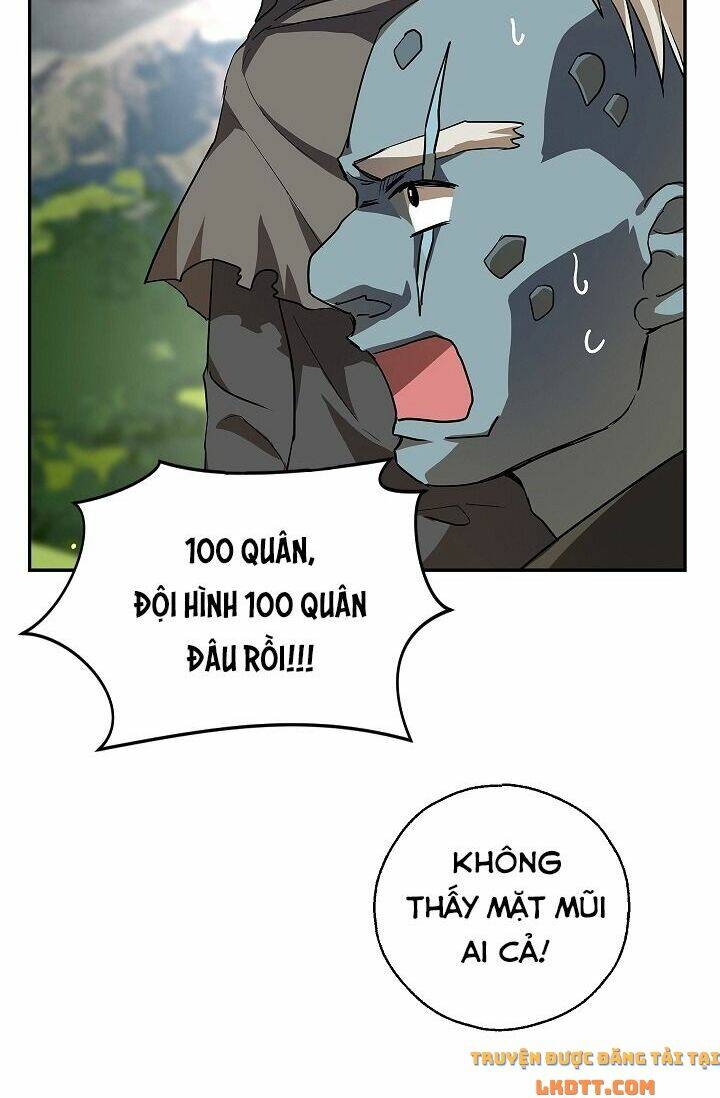 100 QUÂN,
ĐỘI HÌNH 100 QUÂN
ĐÂU RỒI!!!
KHÔNG
THẤY MẶT MŨI
AI CẢ!
TRUYỆN ĐƯỢC ĐĂNG TẢI TẠI
LKDTT.COM!